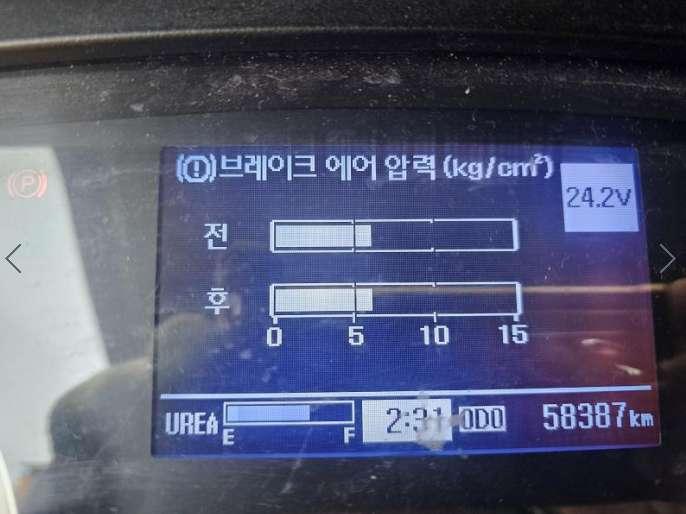 (!)브레이크 에어 압력 (kg/cm²)
24.2V
(P)
전
후
0 5 10 15
UREA E F 2:31 ODO 58387km